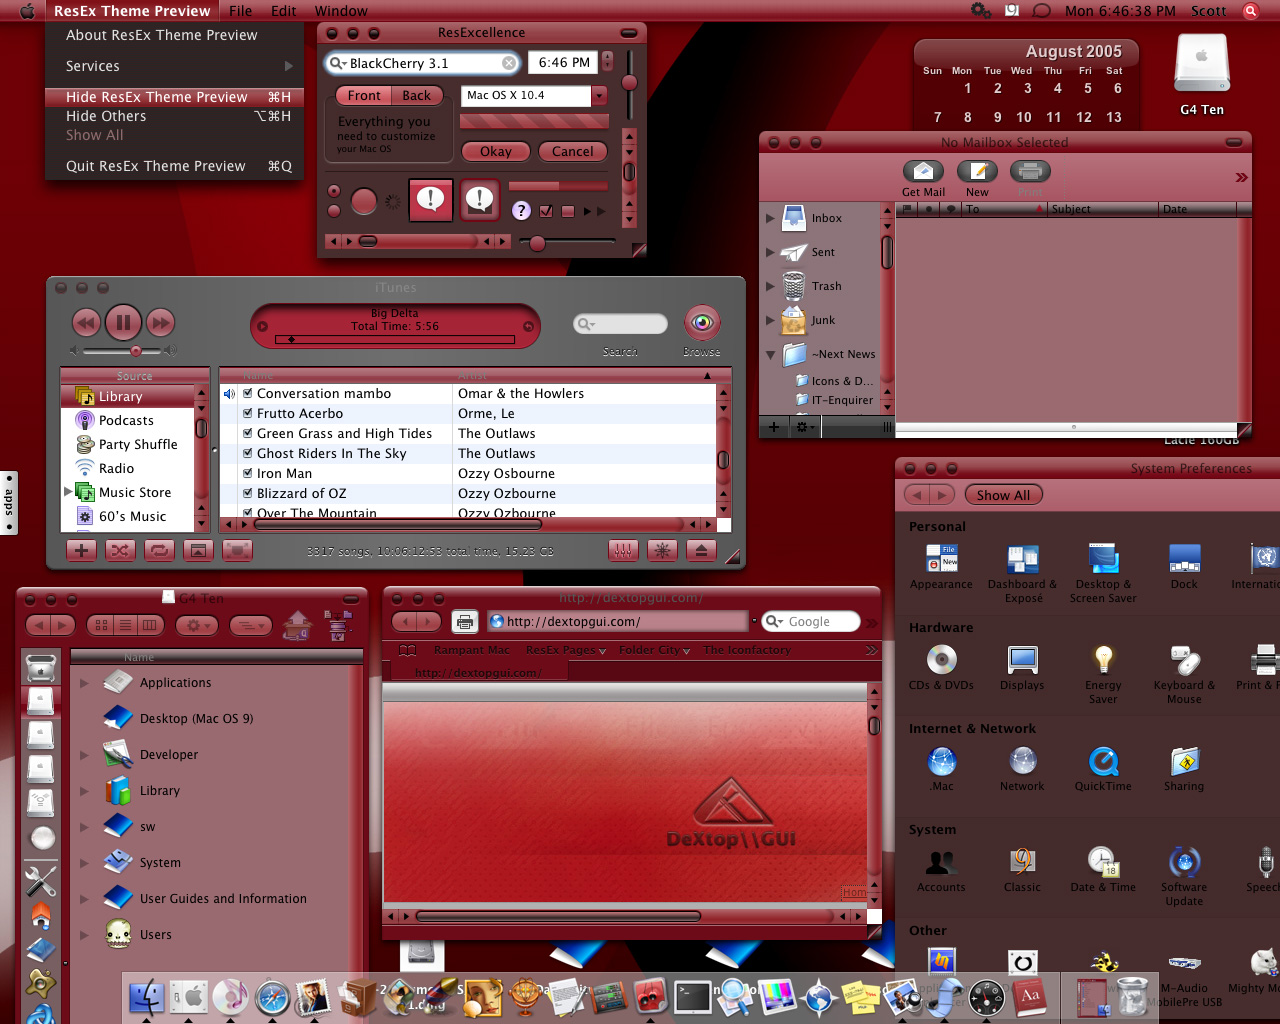 ResEx Theme Preview File Edit Window
Mon 6:46:38 PM Scott
About ResEx Theme Preview
Services
Hide ResEx Theme Preview ⌘H
Hide Others ⌥⌘H
Show All
Quit ResEx Theme Preview ⌘Q
ResExcellence
BlackCherry 3.1
6:46 PM
Front Back
Mac OS X 10.4
Everything you
need to customize
your Mac OS
Okay Cancel
August 2005
Sun Mon Tue Wed Thu Fri Sat
1 2 3 4 5 6
7 8 9 10 11 12 13
G4 Ten
No Mailbox Selected
Get Mail New Print
To Subject Date
Inbox
Sent
Trash
Junk
~Next News
Icons & D...
IT-Enquirer
Lacie 160GB
iTunes
Big Delta
Total Time: 5:56
Search
Browse
Source
Library
Podcasts
Party Shuffle
Radio
Music Store
60's Music
Name Artist
Conversation mambo Omar & the Howlers
Frutto Acerbo Orme, Le
Green Grass and High Tides The Outlaws
Ghost Riders In The Sky The Outlaws
Iron Man Ozzy Osbourne
Blizzard of OZ Ozzy Ozbourne
Over The Mountain Ozzy Ozbourne
3317 songs, 10:06:12:53 total time, 15.23 GB
apps
System Preferences
Show All
Personal
Appearance
Dashboard &
Exposé
Desktop &
Screen Saver
Dock
Internatio
Hardware
CDs & DVDs
Displays
Energy
Saver
Keyboard &
Mouse
Print & F
Internet & Network
.Mac
Network
QuickTime
Sharing
System
Accounts
Classic
Date & Time
Software
Update
Speech
Other
M-Audio
MobilePre USB
Mighty Mo
G4 Ten
Name
Applications
Desktop (Mac OS 9)
Developer
Library
sw
System
User Guides and Information
Users
http://dextopgui.com/
http://dextopgui.com/
Google
Rampant Mac ResEx Pages Folder City The Iconfactory
http://dextopgui.com/
DeXtop\\GUI
Hom